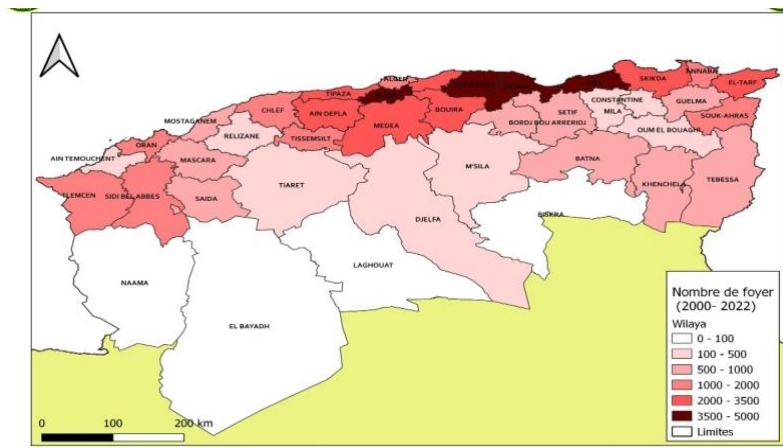 ALGER
TIPAZA
SKIKDA
ANNABA
EL-TARF
CHLEF
AIN DEFLA
BOUIRA
CONSTANTINE
MILA
GUELMA
SOUK-AHRAS
MOSTAGANEM
RELIZANE
TISSEMSILT
MEDEA
BORDJ BOU ARRERIDJ
SETIF
OUM EL BOUAGHI
ORAN
AIN TEMOUCHENT
MASCARA
TIARET
M'SILA
BATNA
KHENCHELA
TEBESSA
TLEMCEN
SIDI BEL ABBES
SAIDA
DJELFA
BISKRA
LAGHOUAT
NAAMA
EL BAYADH
Nombre de foyer
(2000- 2022)
Wilaya
0 - 100
100 - 500
500 - 1000
1000 - 2000
2000 - 3500
3500 - 5000
Limites
0 100 200 km